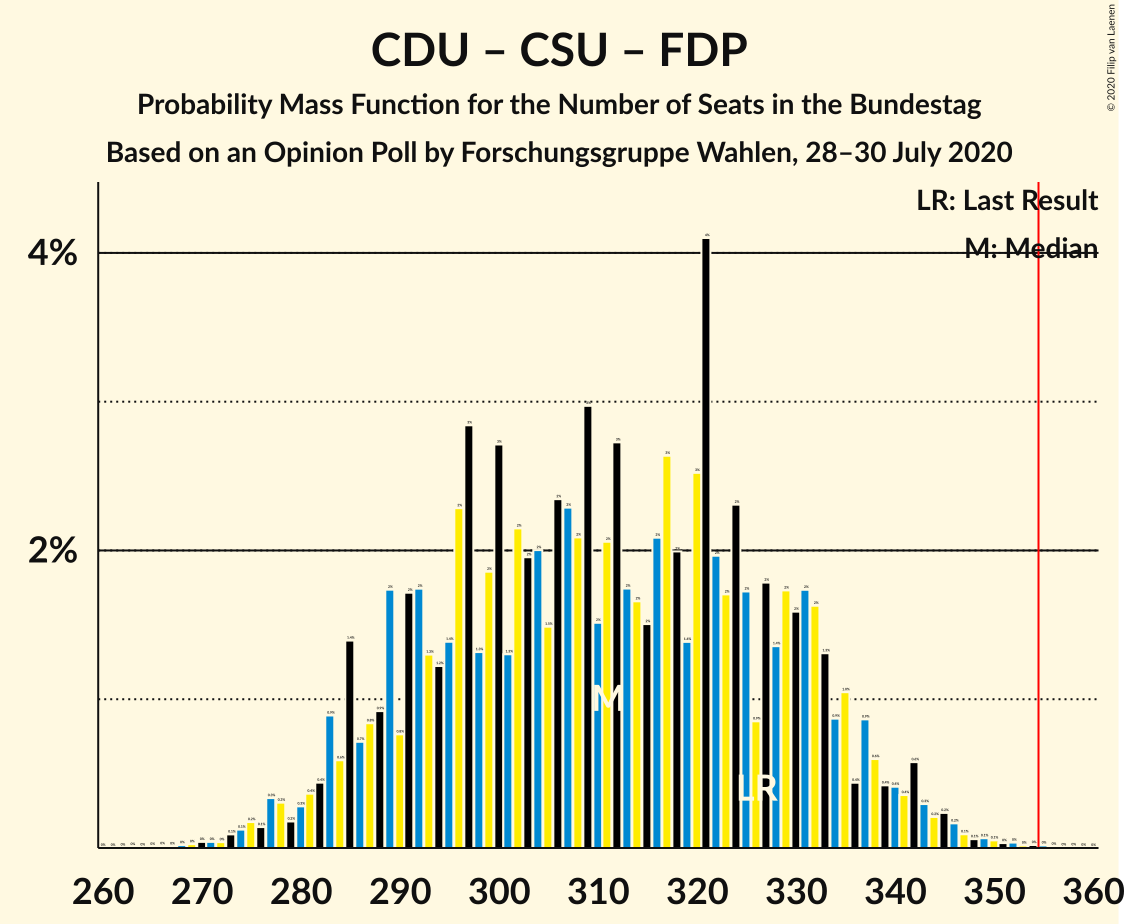 CDU – CSU – FDP
Probability Mass Function for the Number of Seats in the Bundestag
Based on an Opinion Poll by Forschungsgruppe Wahlen, 28–30 July 2020
© 2020 Filip van Laenen
LR: Last Result
M: Median
4%
2%
M
LR
260 270 280 290 300 310 320 330 340 350 360